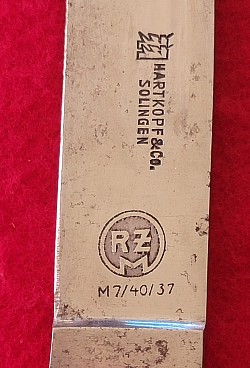 HARTKOPF & Co.
SOLINGEN
RZM
M7/40/37